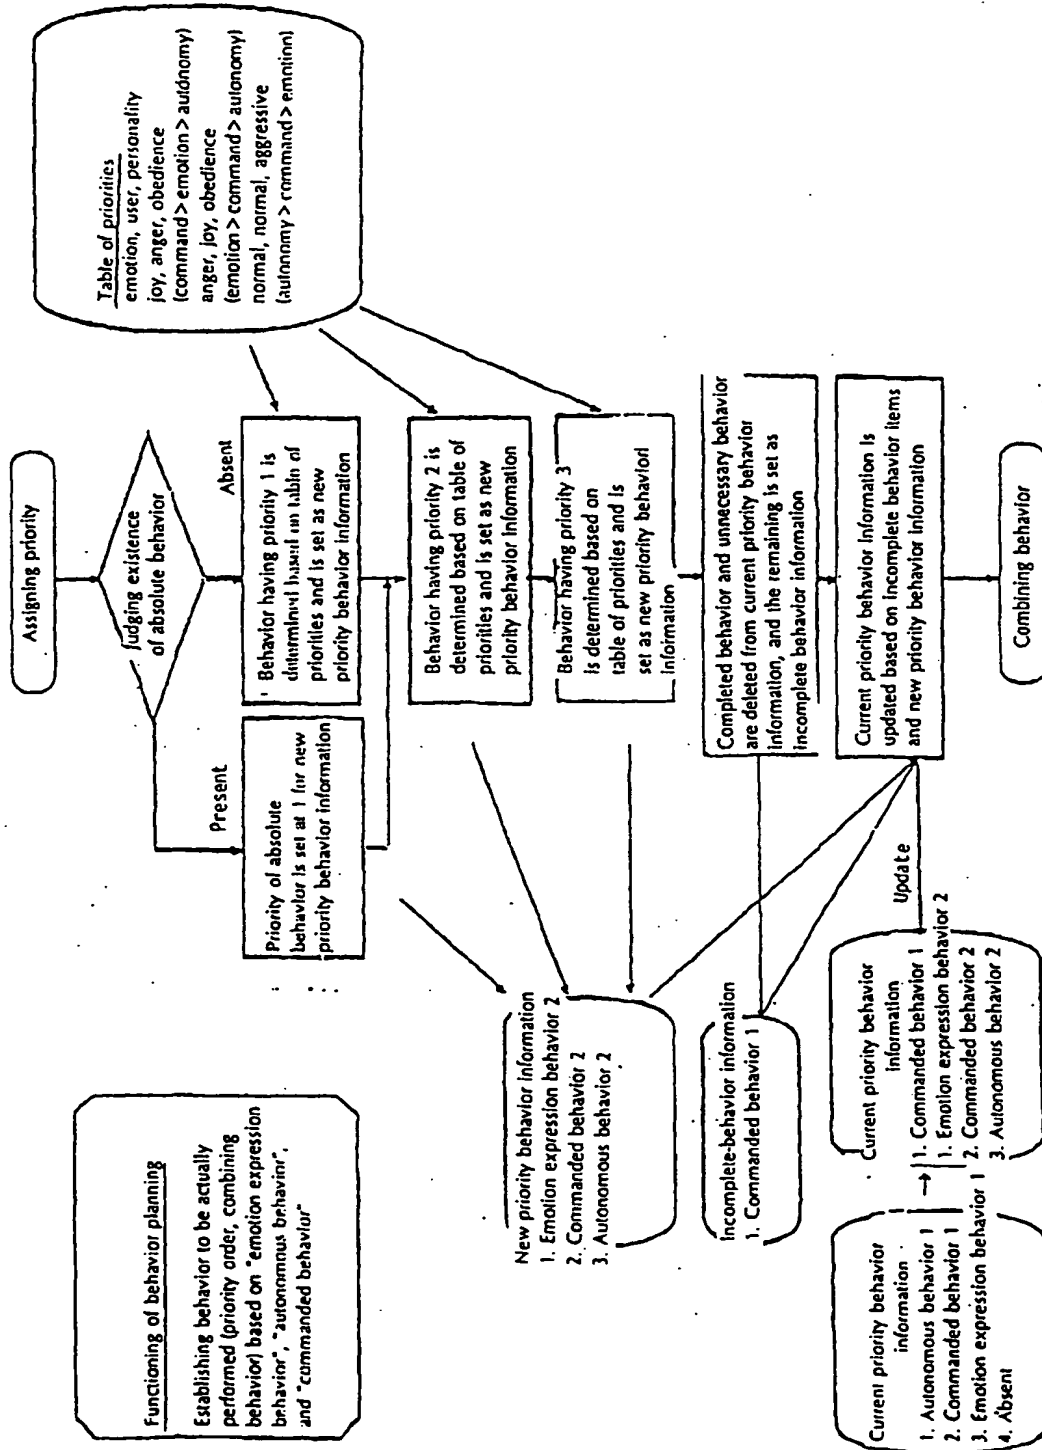 Functioning of behavior planning
Establishing behavior to be actually
performed (priority order, combining
behavior) based on "emotion expression
behavior", "autonomous behavior",
and "commanded behavior"
Assigning priority
Judging existence
of absolute behavior
Present
Absent
Priority of absolute
behavior is set at 1 for new
priority behavior information
Behavior having priority 1 is
determined based on table of
priorities and is set as new
priority behavior information
Table of priorities
emotion, user, personality
joy, anger, obedience
(command > emotion > autonomy)
anger, joy, obedience
(emotion > command > autonomy)
normal, normal, aggressive
(autonomy > command > emotion)
Behavior having priority 2 is
determined based on table of
priorities and is set as new
priority behavior information
Behavior having priority 3
is determined based on
table of priorities and is
set as new priority behavior
information
New priority behavior information
1. Emotion expression behavior 2
2. Commanded behavior 2
3. Autonomous behavior 2
Completed behavior and unnecessary behavior
are deleted from current priority behavior
information, and the remaining is set as
incomplete behavior information
Incomplete-behavior information
1. Commanded behavior 1
Current priority behavior information is
updated based on incomplete behavior items
and new priority behavior information
Update
Current priority behavior
information
1. Autonomous behavior 1
2. Commanded behavior 1
3. Emotion expression behavior 1
4. Absent
Current priority behavior
information
1. Commanded behavior 1
1. Emotion expression behavior 2
2. Commanded behavior 2
3. Autonomous behavior 2
Combining behavior